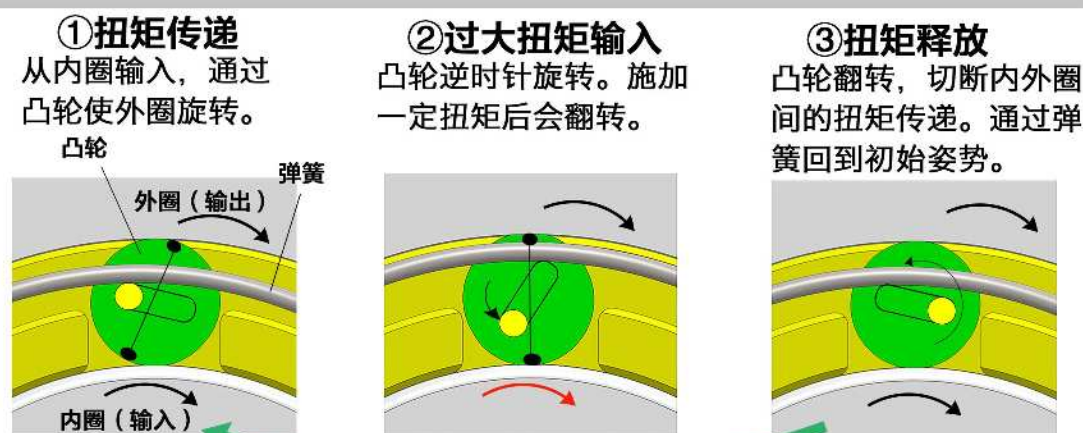 ①扭矩传递
从内圈输入，通过
凸轮使外圈旋转。
凸轮
弹簧
外圈（输出）
内圈（输入）
②过大扭矩输入
凸轮逆时针旋转。施加
一定扭矩后会翻转。
③扭矩释放
凸轮翻转，切断内外圈
间的扭矩传递。通过弹
簧回到初始姿势。